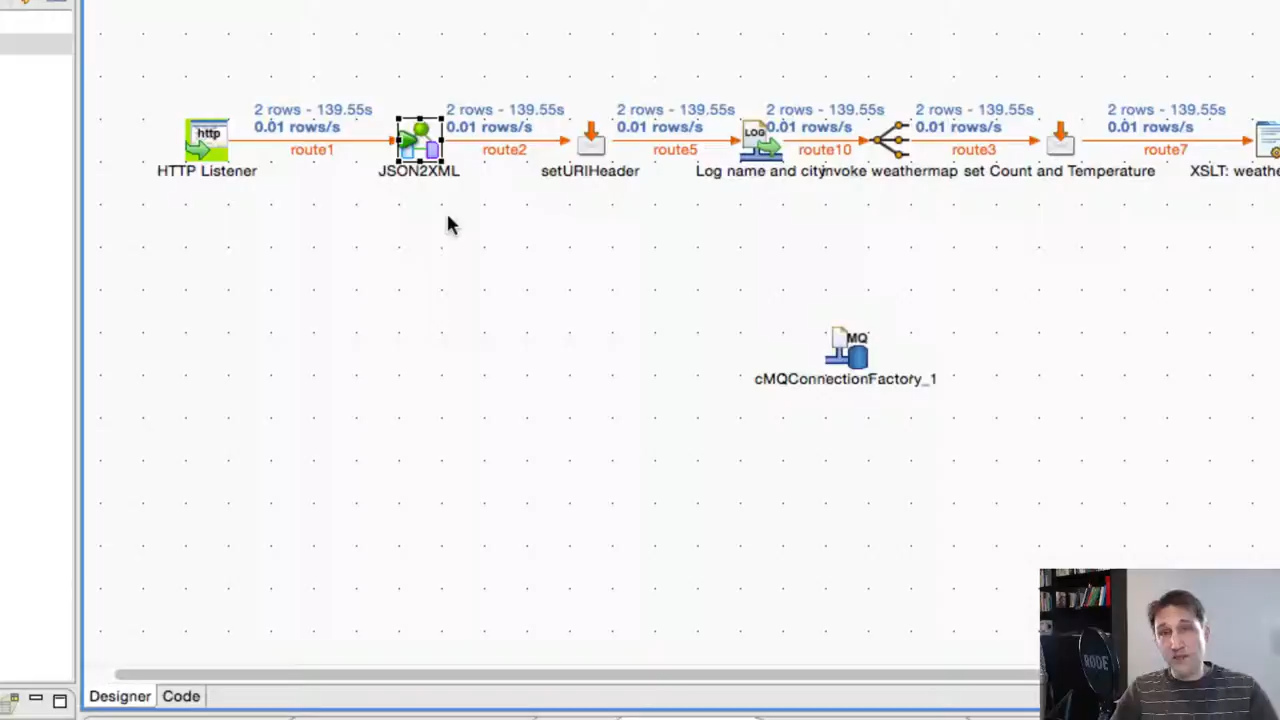 2 rows - 139.55s
0.01 rows/s
route1
2 rows - 139.55s
0.01 rows/s
route2
2 rows - 139.55s
0.01 rows/s
route5
2 rows - 139.55s
0.01 rows/s
route10
2 rows - 139.55s
0.01 rows/s
route3
2 rows - 139.55s
0.01 rows/s
route7
http
LOG
HTTP Listener
JSON2XML
setURIHeader
Log name and city
invoke weathermap
set Count and Temperature
XSLT: weathe
MQ
cMQConnectionFactory_1
RØDE
Designer
Code